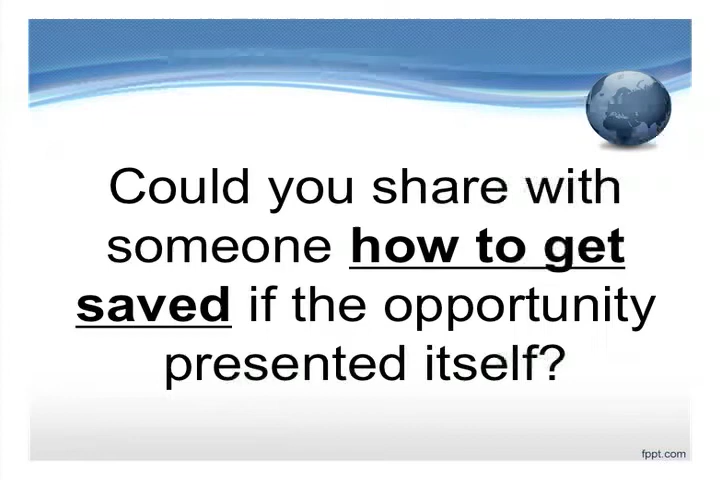 Could you share with
someone how to get
saved if the opportunity
presented itself?
fppt.com